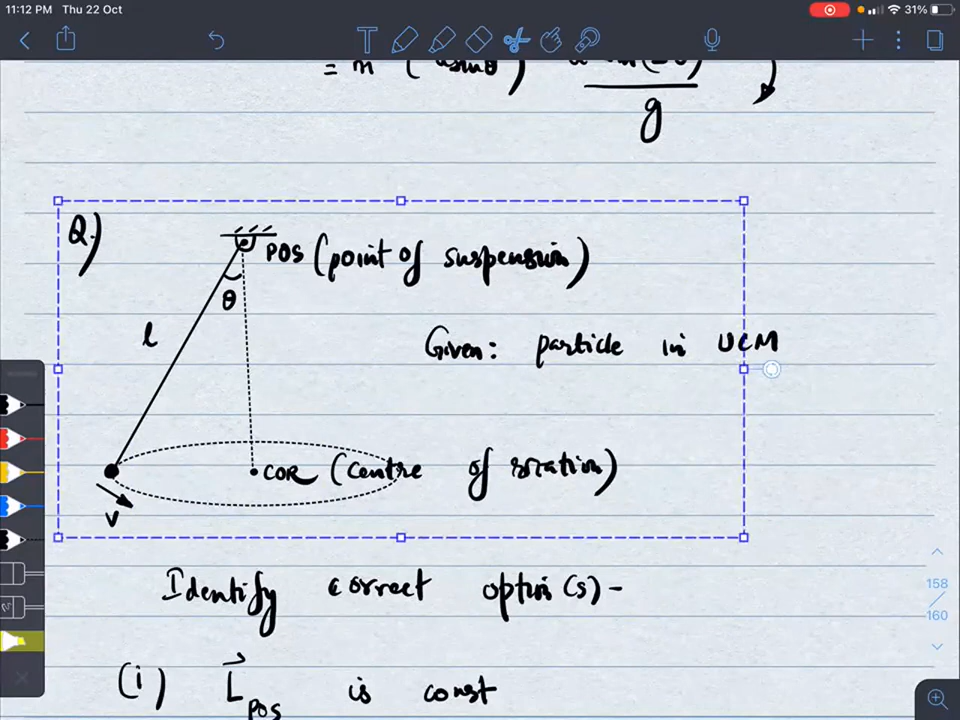 11:12 PM Thu 22 Oct
31%
= m (usinθ)
g
Q.)
POS (point of suspension)
θ
l
Given: particle in UCM
COR (centre of rotation)
v
Identify correct option(s) -
158
/
160
(i) L⃗POS is const